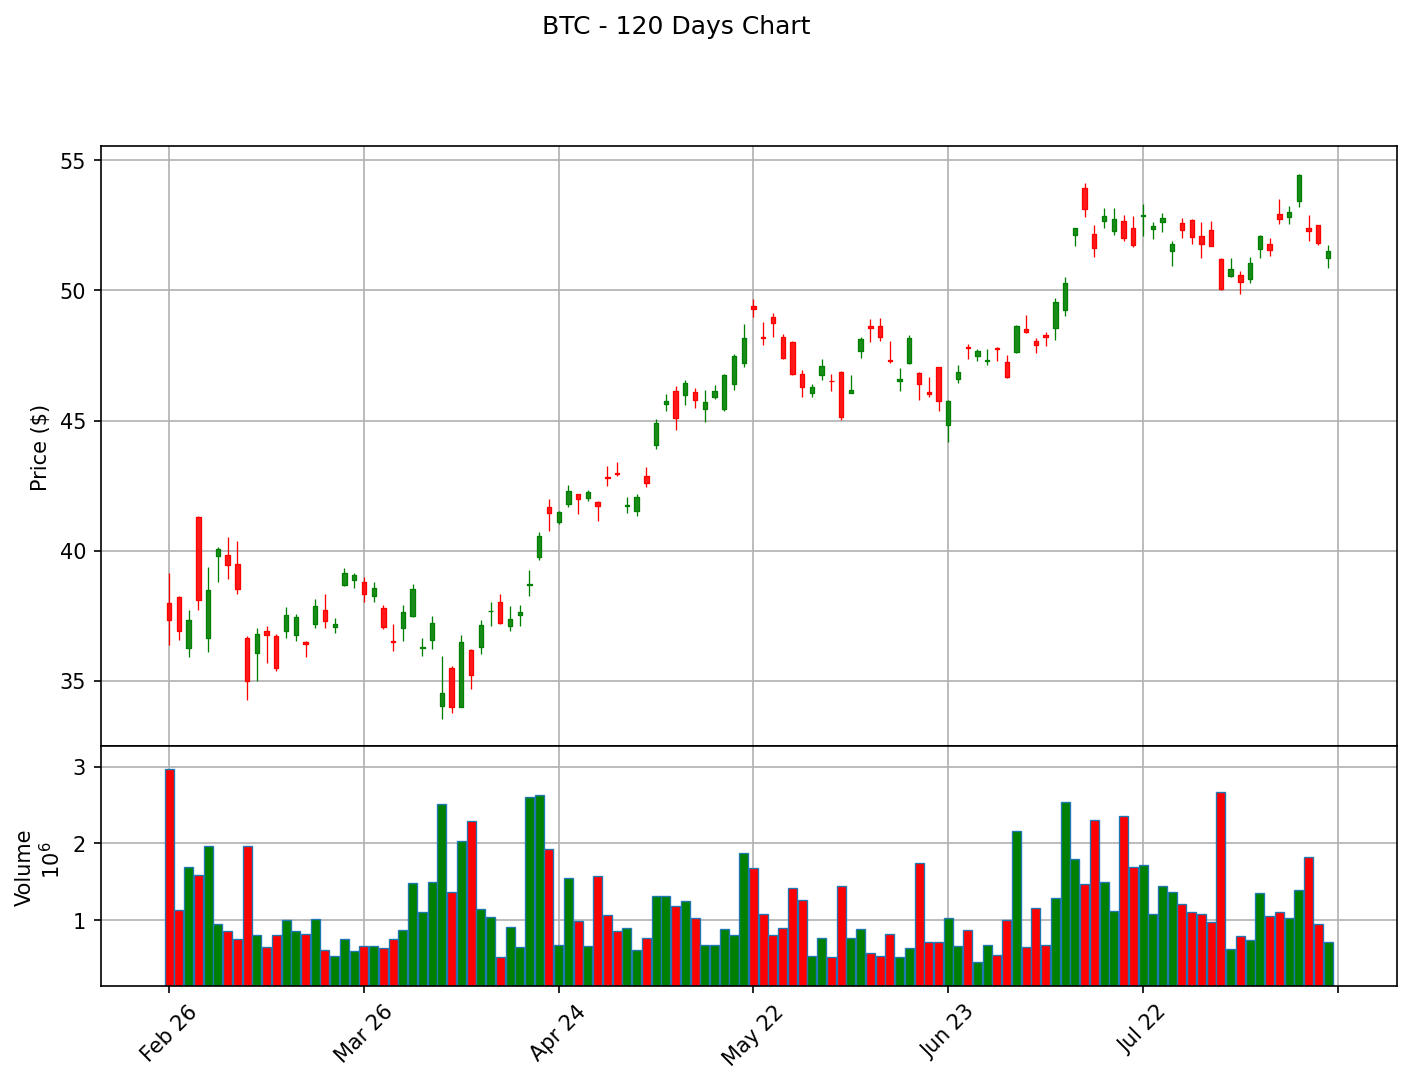 BTC - 120 Days Chart
55
50
45
40
35
Price ($)
3
2
1
Volume
10⁶
Feb 26
Mar 26
Apr 24
May 22
Jun 23
Jul 22